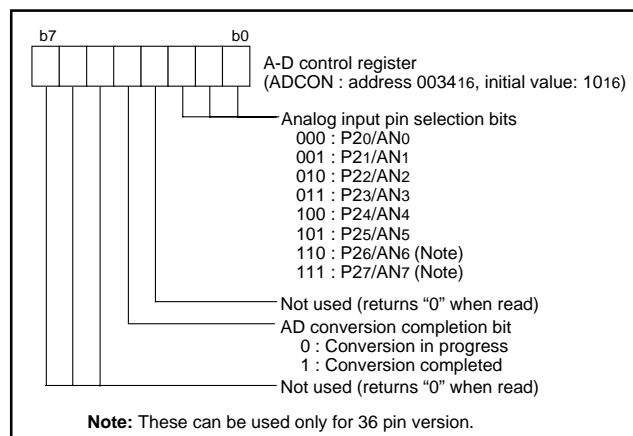 b7 b0
A-D control register
(ADCON : address 003416, initial value: 1016)
Analog input pin selection bits
000 : P20/AN0
001 : P21/AN1
010 : P22/AN2
011 : P23/AN3
100 : P24/AN4
101 : P25/AN5
110 : P26/AN6 (Note)
111 : P27/AN7 (Note)
Not used (returns “0” when read)
AD conversion completion bit
0 : Conversion in progress
1 : Conversion completed
Not used (returns “0” when read)
Note: These can be used only for 36 pin version.